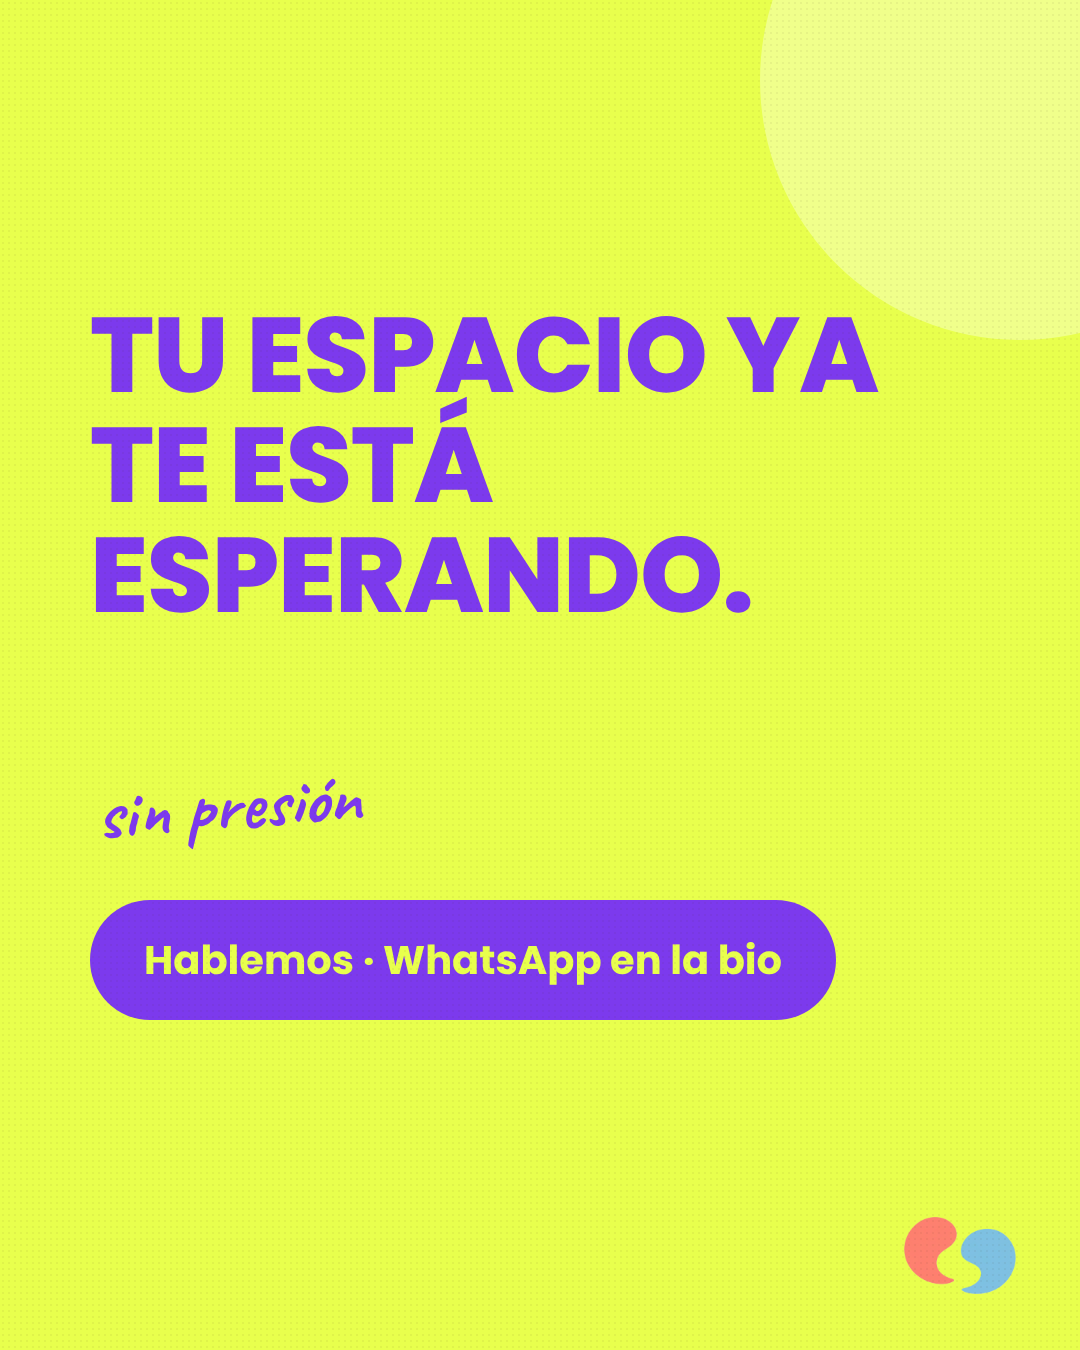 TU ESPACIO YA
TE ESTÁ
ESPERANDO.
sin presión
Hablemos · WhatsApp en la bio